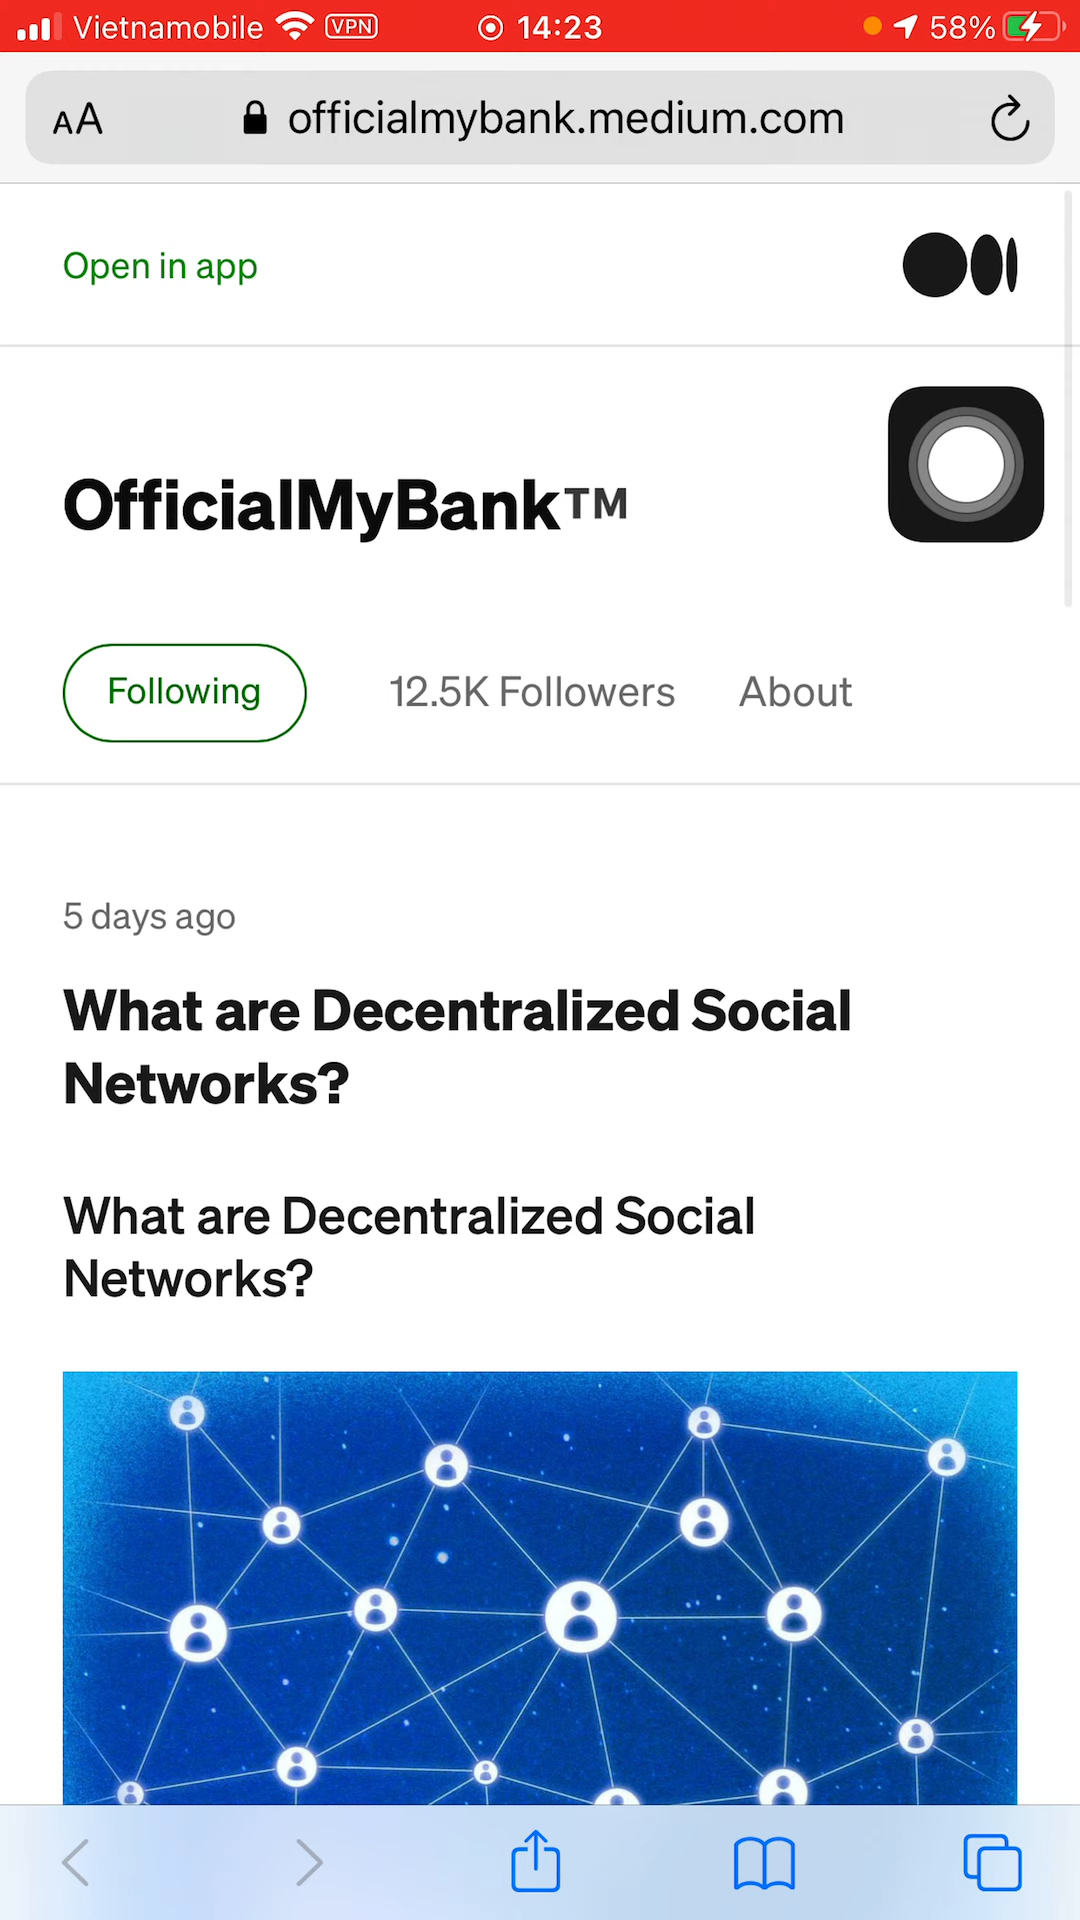 Vietnamobile VPN 14:23 58%
AA officialmybank.medium.com
Open in app
OfficialMyBank™
Following 12.5K Followers About
5 days ago
What are Decentralized Social
Networks?
What are Decentralized Social
Networks?